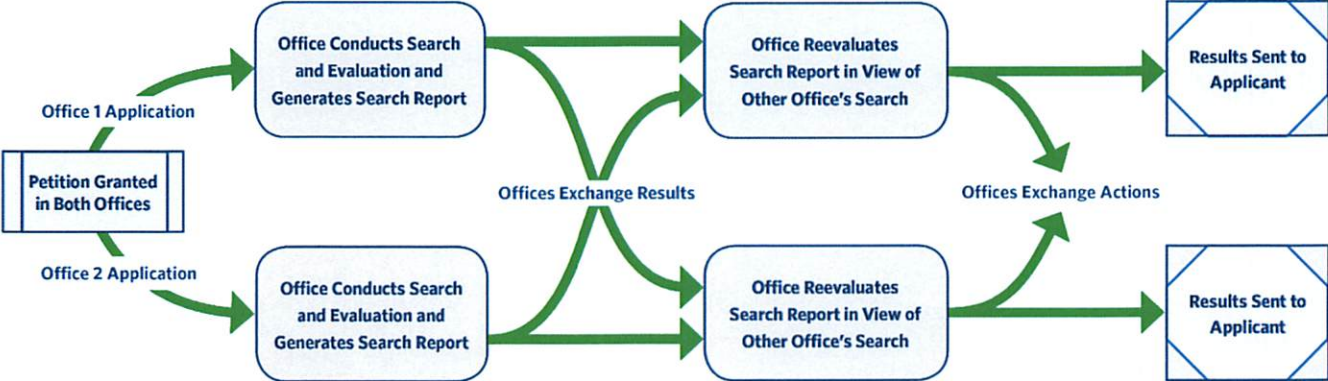 Office 1 Application
Petition Granted
in Both Offices
Office 2 Application
Office Conducts Search
and Evaluation and
Generates Search Report
Office Conducts Search
and Evaluation and
Generates Search Report
Offices Exchange Results
Office Reevaluates
Search Report in View of
Other Office's Search
Office Reevaluates
Search Report in View of
Other Office's Search
Offices Exchange Actions
Results Sent to
Applicant
Results Sent to
Applicant